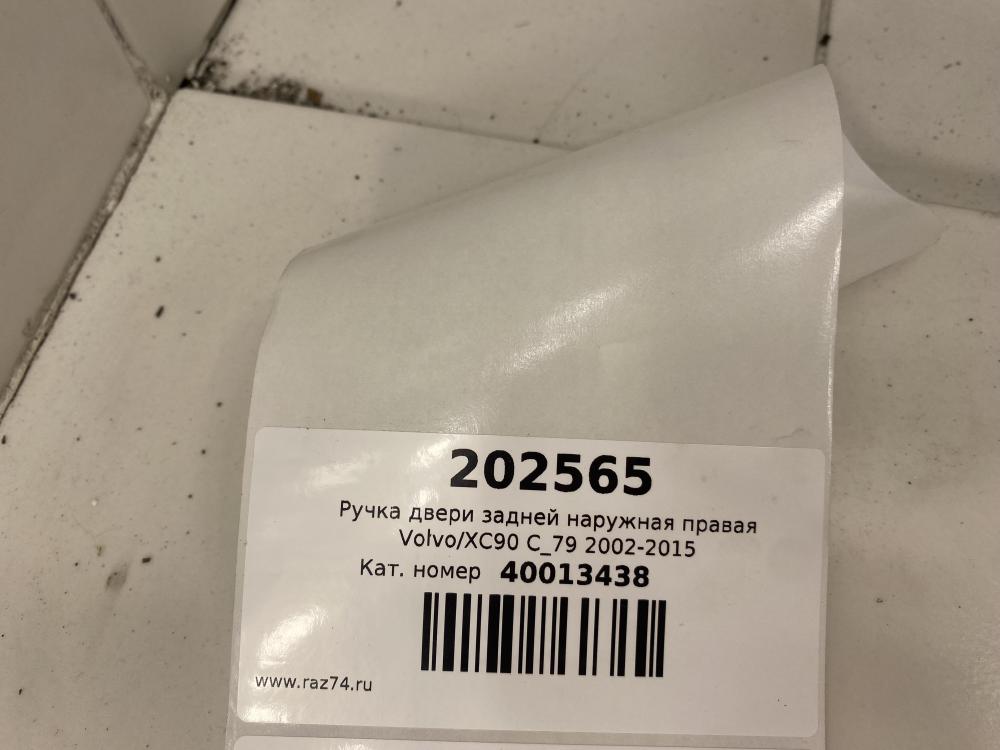 202565
Ручка двери задней наружная правая
Volvo/XC90 C_79 2002-2015
Кат. номер 40013438
www.raz74.ru